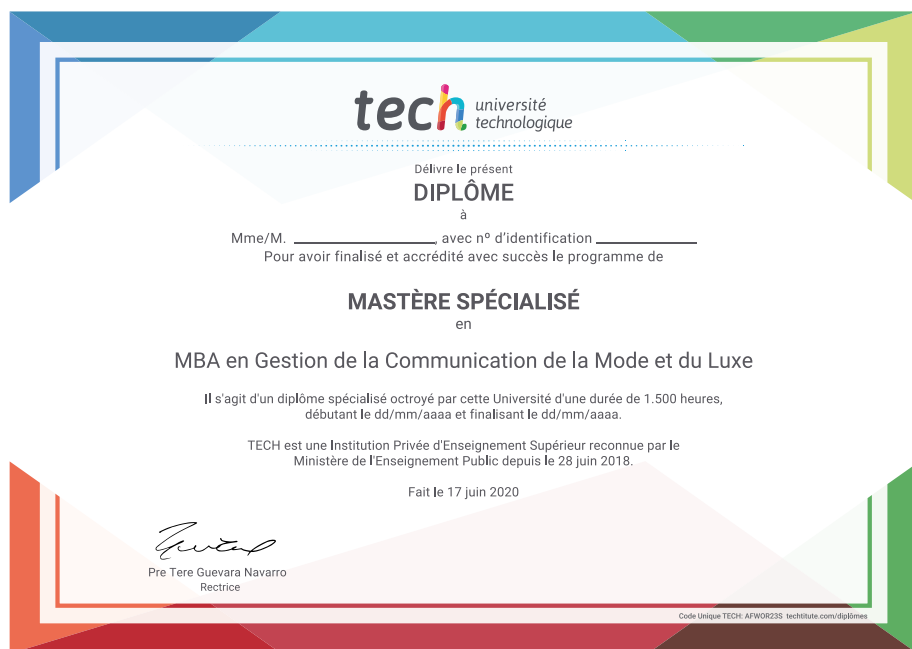 tech université
technologique
Délivre le présent
DIPLÔME
à
Mme/M. ____________________, avec nº d'identification ______________
Pour avoir finalisé et accrédité avec succès le programme de
MASTÈRE SPÉCIALISÉ
en
MBA en Gestion de la Communication de la Mode et du Luxe
Il s'agit d'un diplôme spécialisé octroyé par cette Université d'une durée de 1.500 heures,
débutant le dd/mm/aaaa et finalisant le dd/mm/aaaa.
TECH est une Institution Privée d'Enseignement Supérieur reconnue par le
Ministère de l'Enseignement Public depuis le 28 juin 2018.
Fait le 17 juin 2020
Pre Tere Guevara Navarro
Rectrice
Code Unique TECH: AFWOR23S techtitute.com/diplômes